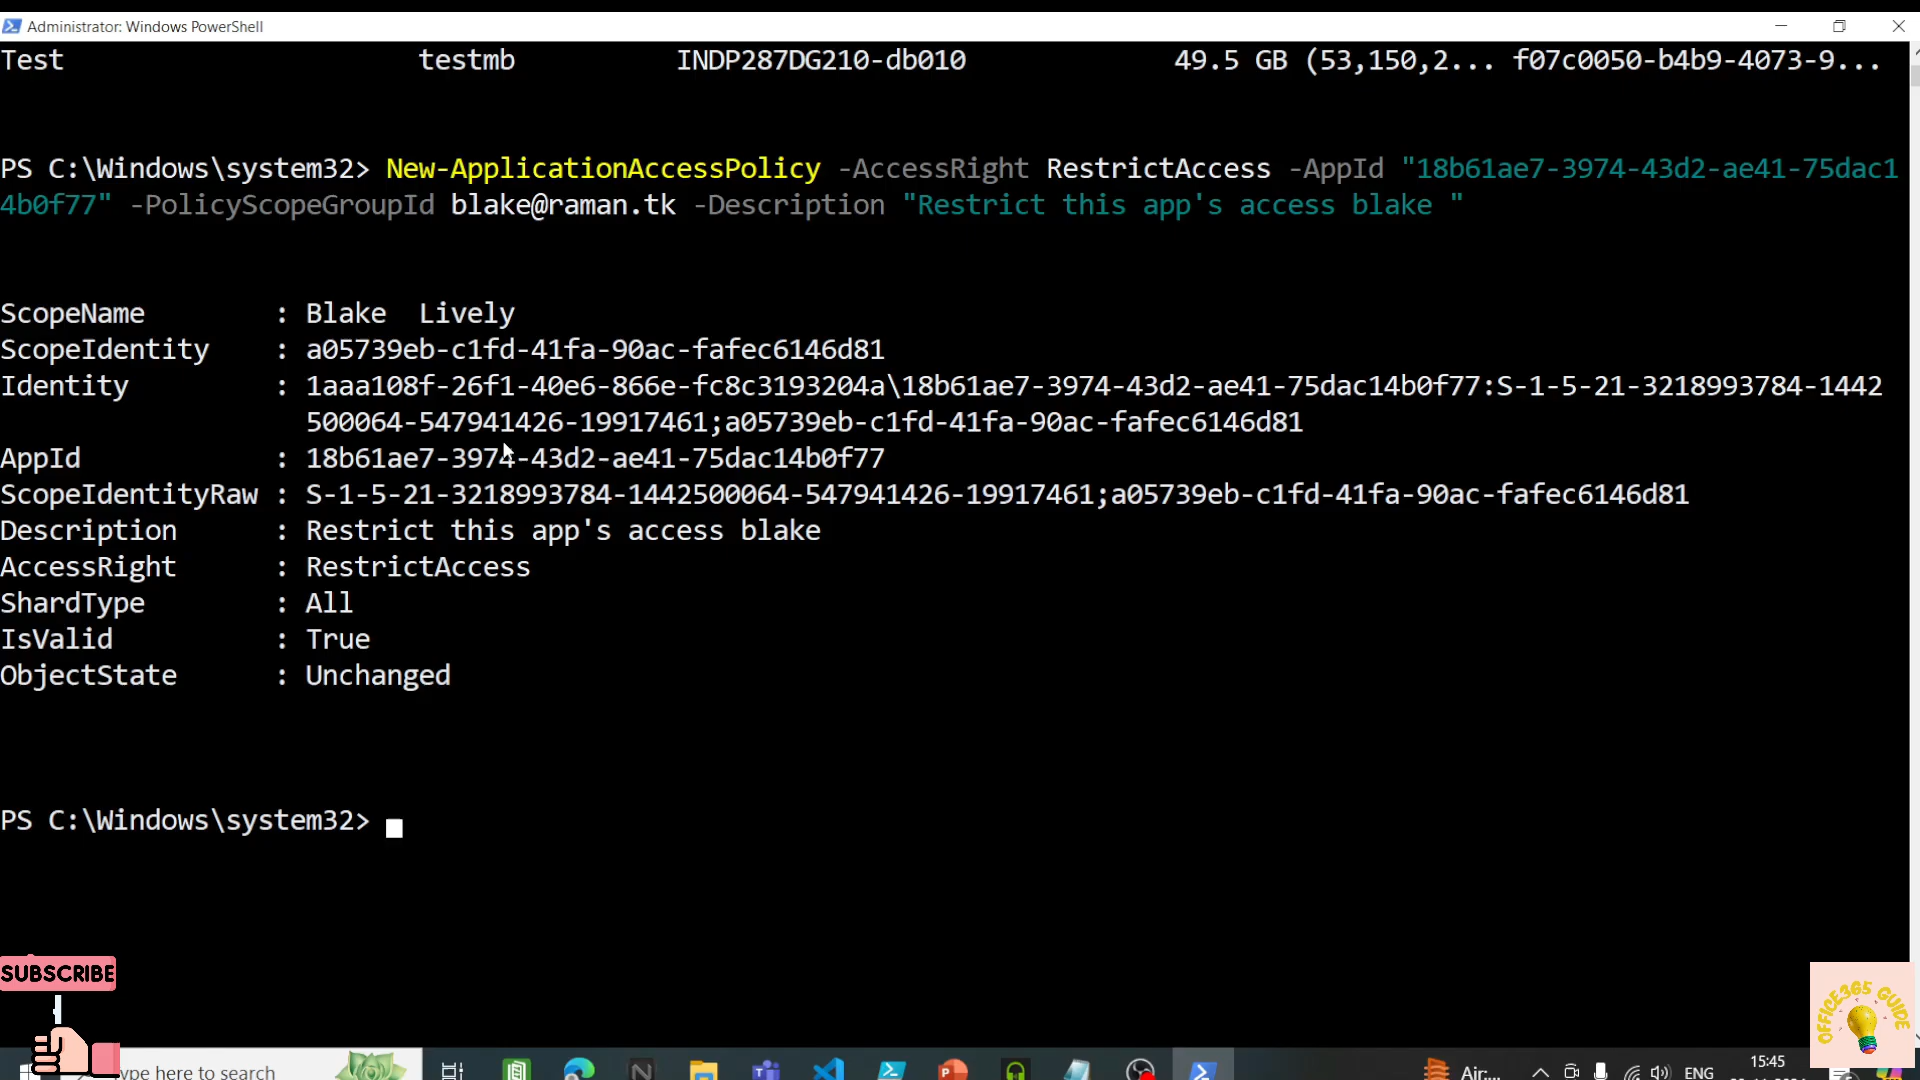 Administrator: Windows PowerShell
Test testmb INDP287DG210-db010 49.5 GB (53,150,2... f07c0050-b4b9-4073-9...
PS C:\Windows\system32> New-ApplicationAccessPolicy -AccessRight RestrictAccess -AppId "18b61ae7-3974-43d2-ae41-75dac1
4b0f77" -PolicyScopeGroupId blake@raman.tk -Description "Restrict this app's access blake "
ScopeName : Blake  Lively
ScopeIdentity : a05739eb-c1fd-41fa-90ac-fafec6146d81
Identity : 1aaa108f-26f1-40e6-866e-fc8c3193204a\18b61ae7-3974-43d2-ae41-75dac14b0f77:S-1-5-21-3218993784-1442
500064-547941426-19917461;a05739eb-c1fd-41fa-90ac-fafec6146d81
AppId : 18b61ae7-3974-43d2-ae41-75dac14b0f77
ScopeIdentityRaw : S-1-5-21-3218993784-1442500064-547941426-19917461;a05739eb-c1fd-41fa-90ac-fafec6146d81
Description : Restrict this app's access blake
AccessRight : RestrictAccess
ShardType : All
IsValid : True
ObjectState : Unchanged
PS C:\Windows\system32>
SUBSCRIBE
OFFICE365 GUIDE
ype here to search
Air...
ENG
15:45